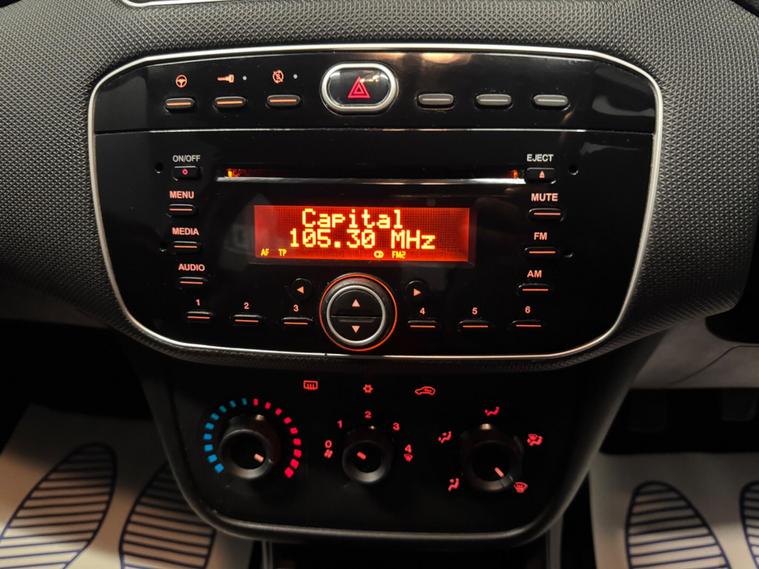 ON/OFF
EJECT
MENU
MUTE
MEDIA
FM
AUDIO
AM
Capital
105.30 MHz
AF TP CD FM2
1 2 3 4 5 6
0 1 2 3 4